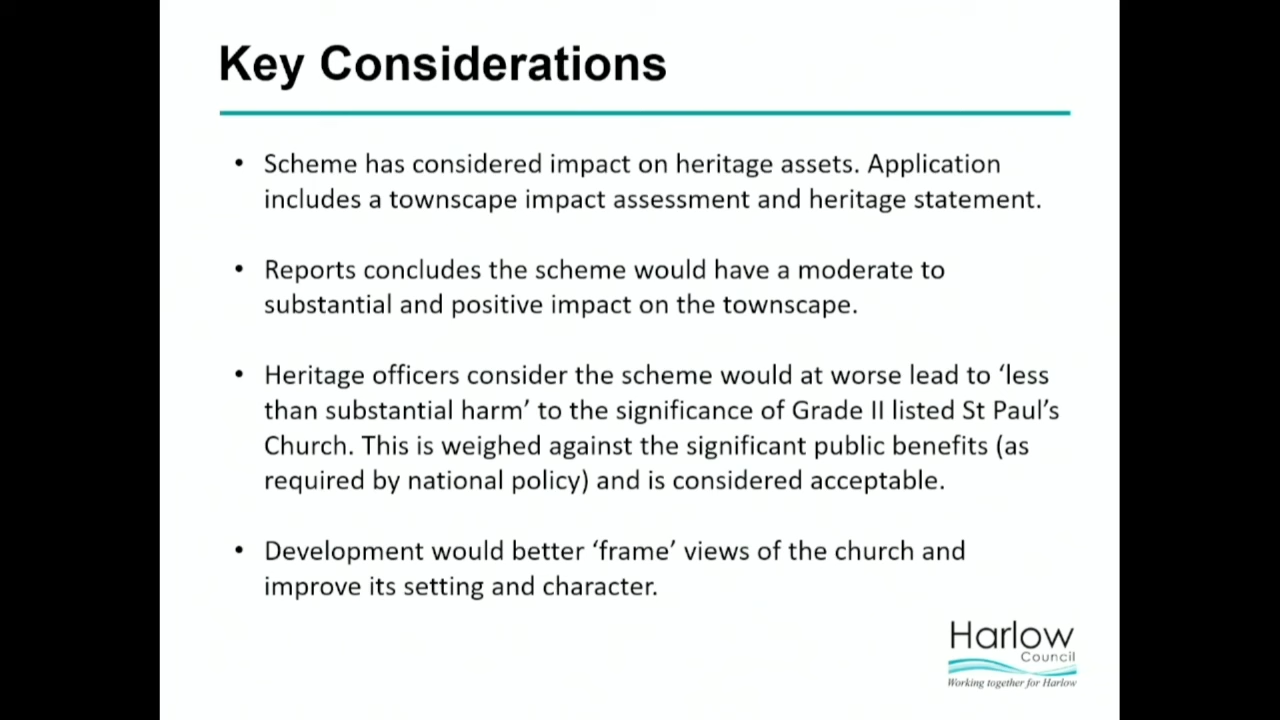 Key Considerations
• Scheme has considered impact on heritage assets. Application
includes a townscape impact assessment and heritage statement.
• Reports concludes the scheme would have a moderate to
substantial and positive impact on the townscape.
• Heritage officers consider the scheme would at worse lead to ‘less
than substantial harm’ to the significance of Grade II listed St Paul’s
Church. This is weighed against the significant public benefits (as
required by national policy) and is considered acceptable.
• Development would better ‘frame’ views of the church and
improve its setting and character.
Harlow
Council
Working together for Harlow